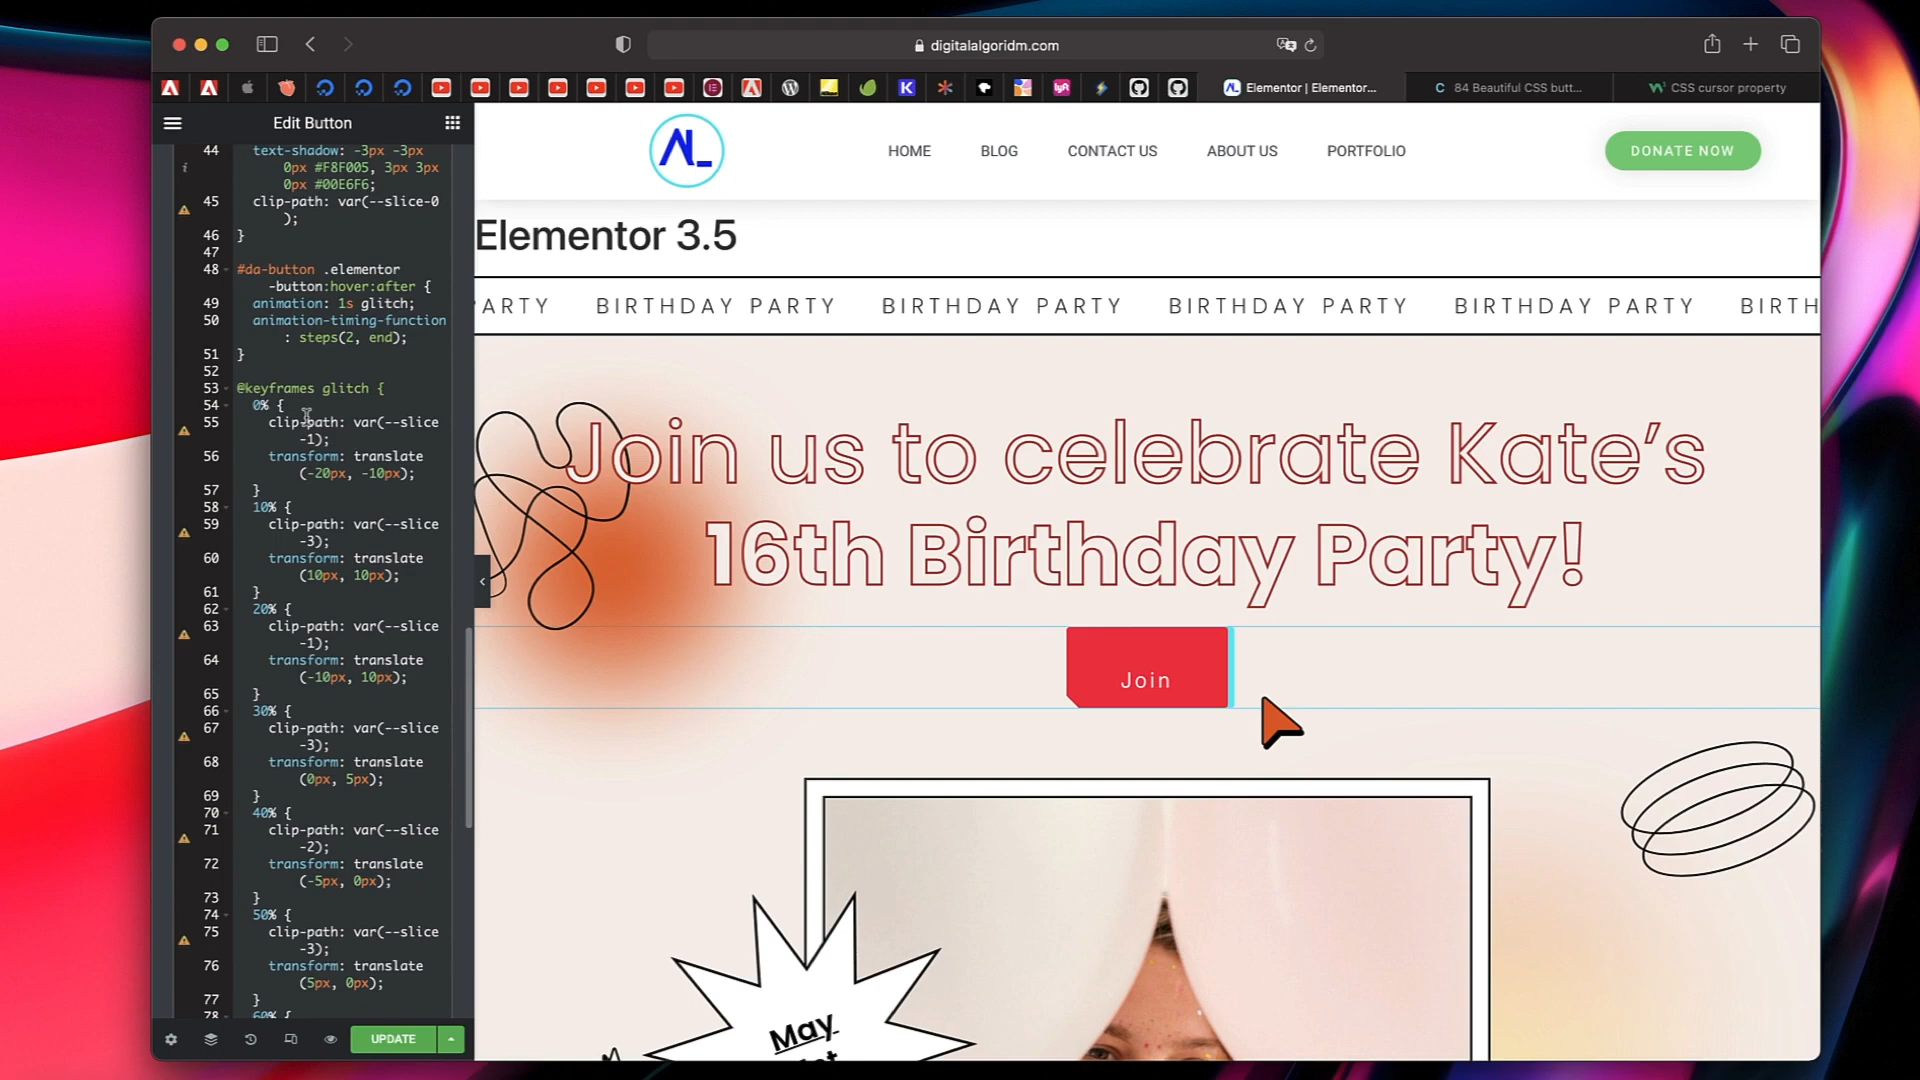 digitalalgoridm.com
Elementor | Elementor...
84 Beautiful CSS butt...
CSS cursor property
Edit Button
44 text-shadow: -3px -3px
0px #F8F005, 3px 3px
0px #00E6F6;
45 clip-path: var(--slice-0
);
46 }
47
48 #da-button .elementor
-button:hover:after {
49 animation: 1s glitch;
50 animation-timing-function
: steps(2, end);
51 }
52
53 @keyframes glitch {
54 0% {
55 clip-path: var(--slice
-1);
56 transform: translate
(-20px, -10px);
57 }
58 10% {
59 clip-path: var(--slice
-3);
60 transform: translate
(10px, 10px);
61 }
62 20% {
63 clip-path: var(--slice
-1);
64 transform: translate
(-10px, 10px);
65 }
66 30% {
67 clip-path: var(--slice
-3);
68 transform: translate
(0px, 5px);
69 }
70 40% {
71 clip-path: var(--slice
-2);
72 transform: translate
(-5px, 0px);
73 }
74 50% {
75 clip-path: var(--slice
-3);
76 transform: translate
(5px, 0px);
77 }
78 60% {
UPDATE
AL_
HOME BLOG CONTACT US ABOUT US PORTFOLIO
DONATE NOW
Elementor 3.5
PARTY BIRTHDAY PARTY BIRTHDAY PARTY BIRTHDAY PARTY BIRTHDAY PARTY BIRTH
Join us to celebrate Kate's
16th Birthday Party!
Join
May